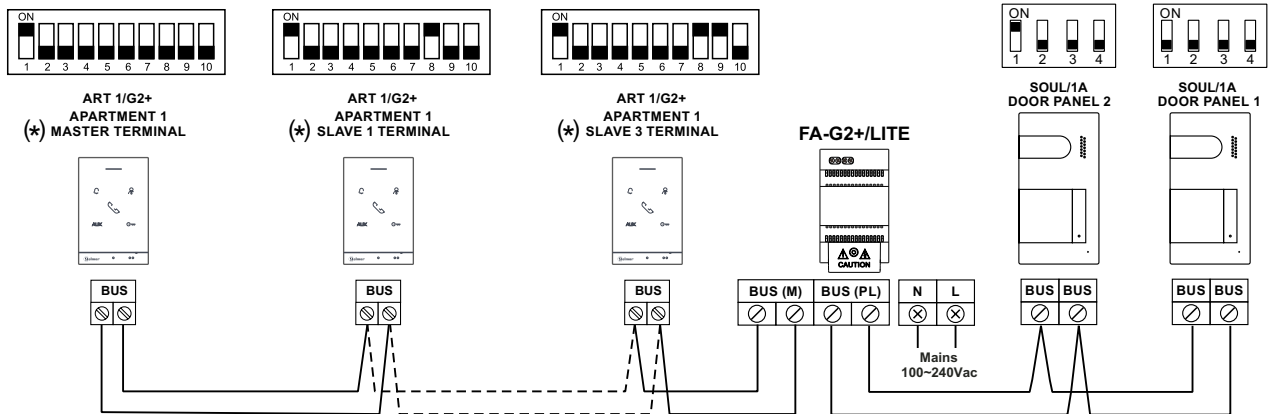 ON
1 2 3 4 5 6 7 8 9 10
ON
1 2 3 4 5 6 7 8 9 10
ON
1 2 3 4 5 6 7 8 9 10
ON
1 2 3 4
ON
1 2 3 4
ART 1/G2+
APARTMENT 1
(*) MASTER TERMINAL
ART 1/G2+
APARTMENT 1
(*) SLAVE 1 TERMINAL
ART 1/G2+
APARTMENT 1
(*) SLAVE 3 TERMINAL
FA-G2+/LITE
SOUL/1A
DOOR PANEL 2
SOUL/1A
DOOR PANEL 1
AUX
AUX
AUX
CAUTION
BUS
BUS
BUS
BUS (M) BUS (PL) N L
BUS BUS
BUS BUS
Mains
100~240Vac